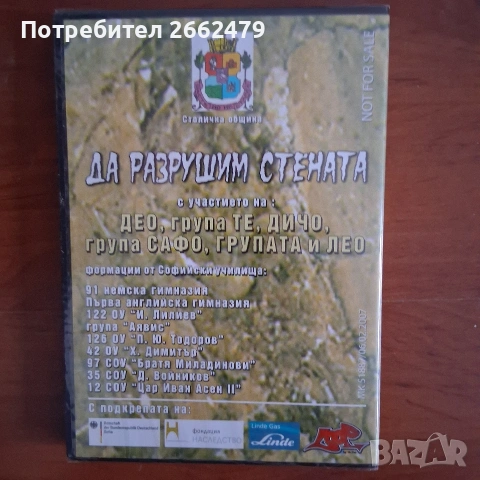 Потребител 2662479
NOT FOR SALE
Столична община
ДА РАЗРУШИМ СТЕНАТА
с участието на :
ДЕО, група ТЕ, ДИЧО,
група САФО, ГРУПАТА и ЛЕО
формации от Софийски училища:
91 немска гимназия
Първа английска гимназия
122 ОУ "Н. Лилиев"
група "Аявис"
126 ОУ "П. Ю. Тодоров"
42 ОУ "Х. Димитър"
97 СОУ "Братя Миладинови"
35 СОУ "Д. Войников"
12 СОУ "Цар Иван Асен II"
С подкрепата на:
фондация
НАСЛЕДСТВО
Linde Gas
Linde
BAZAR